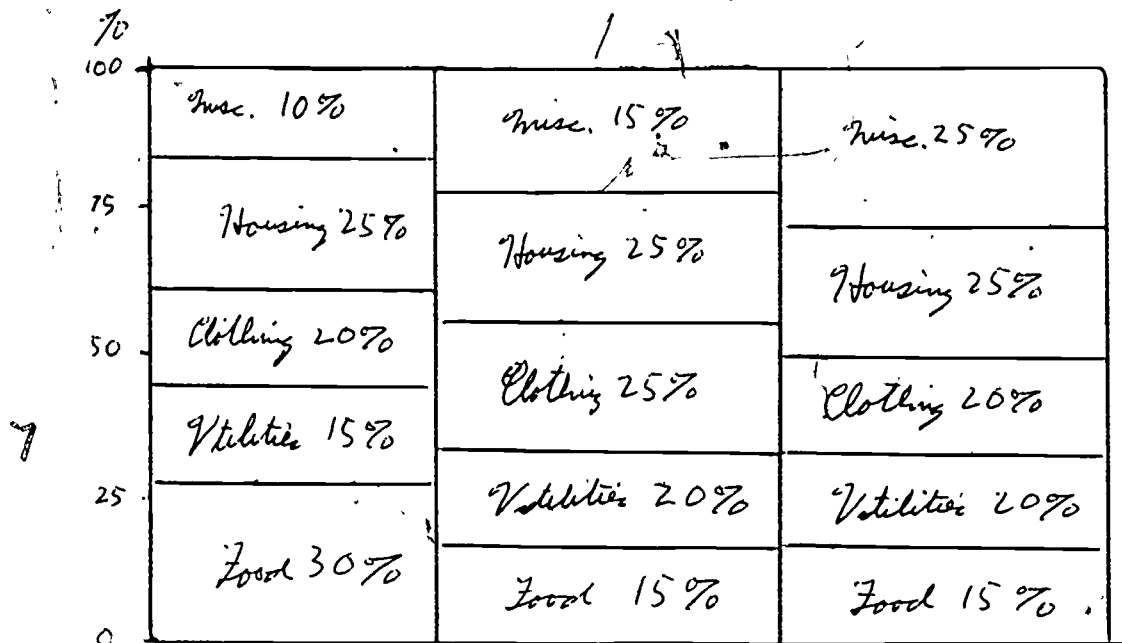 %
100
75
50
25
0
Misc. 10%
Housing 25%
Clothing 20%
Utilities 15%
Food 30%
Misc. 15%
Housing 25%
Clothing 25%
Utilities 20%
Food 15%
Misc. 25%
Housing 25%
Clothing 20%
Utilities 20%
Food 15%